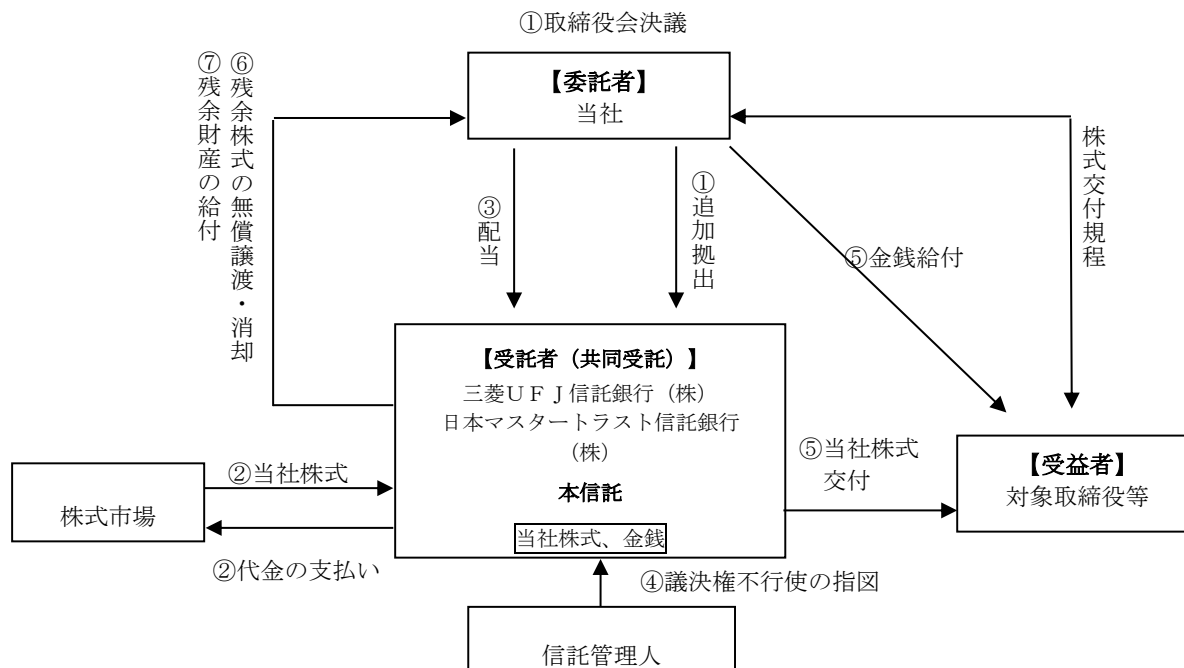 ①取締役会決議
【委託者】
当社
⑦残余財産の給付
⑥残余株式の無償譲渡・消却
③配当
①追加拠出
⑤金銭給付
株式交付規程
【受託者（共同受託）】
三菱ＵＦＪ信託銀行（株）
日本マスタートラスト信託銀行
（株）
本信託
当社株式、金銭
株式市場
②当社株式
②代金の支払い
⑤当社株式
交付
【受益者】
対象取締役等
④議決権不行使の指図
信託管理人